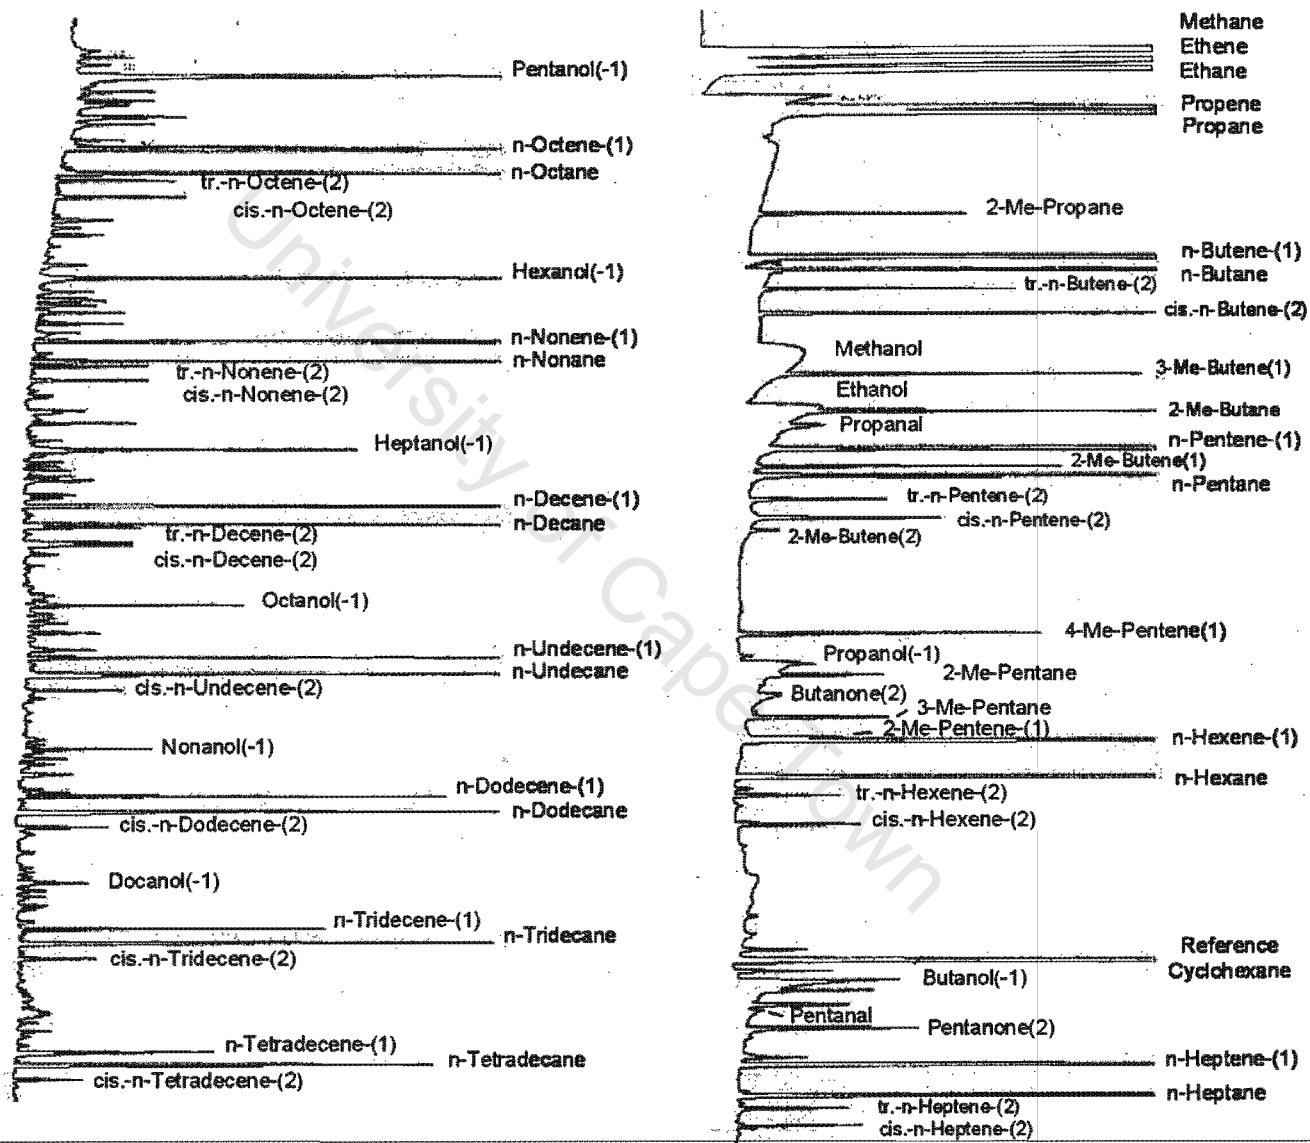 Pentanol(-1)
n-Octene-(1)
n-Octane
tr.-n-Octene-(2)
cis.-n-Octene-(2)
Hexanol(-1)
n-Nonene-(1)
n-Nonane
tr.-n-Nonene-(2)
cis.-n-Nonene-(2)
Heptanol(-1)
n-Decene-(1)
n-Decane
tr.-n-Decene-(2)
cis.-n-Decene-(2)
Octanol(-1)
n-Undecene-(1)
n-Undecane
cis.-n-Undecene-(2)
Nonanol(-1)
n-Dodecene-(1)
n-Dodecane
cis.-n-Dodecene-(2)
Docanol(-1)
n-Tridecene-(1)
n-Tridecane
cis.-n-Tridecene-(2)
n-Tetradecene-(1)
n-Tetradecane
cis.-n-Tetradecene-(2)
Methane
Ethene
Ethane
Propene
Propane
2-Me-Propane
n-Butene-(1)
n-Butane
tr.-n-Butene-(2)
cis.-n-Butene-(2)
Methanol
3-Me-Butene(1)
Ethanol
2-Me-Butane
Propanal
n-Pentene-(1)
2-Me-Butene(1)
n-Pentane
tr.-n-Pentene-(2)
cis.-n-Pentene-(2)
2-Me-Butene(2)
4-Me-Pentene(1)
Propanol(-1)
2-Me-Pentane
Butanone(2)
3-Me-Pentane
2-Me-Pentene-(1)
n-Hexene-(1)
n-Hexane
tr.-n-Hexene-(2)
cis.-n-Hexene-(2)
Reference
Cyclohexane
Butanol(-1)
Pentanal
Pentanone(2)
n-Heptene-(1)
n-Heptane
tr.-n-Heptene-(2)
cis.-n-Heptene-(2)
University of Cape Town